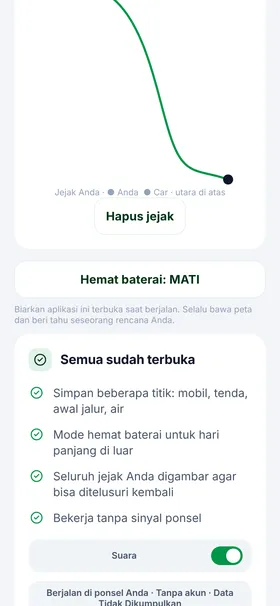 Jejak Anda · ● Anda ● Car · utara di atas
Hapus jejak
Hemat baterai: MATI
Biarkan aplikasi ini terbuka saat berjalan. Selalu bawa peta
dan beri tahu seseorang rencana Anda.
Semua sudah terbuka
Simpan beberapa titik: mobil, tenda,
awal jalur, air
Mode hemat baterai untuk hari
panjang di luar
Seluruh jejak Anda digambar agar
bisa ditelusuri kembali
Bekerja tanpa sinyal ponsel
Suara
Berjalan di ponsel Anda · Tanpa akun · Data
Tidak Dikumpulkan